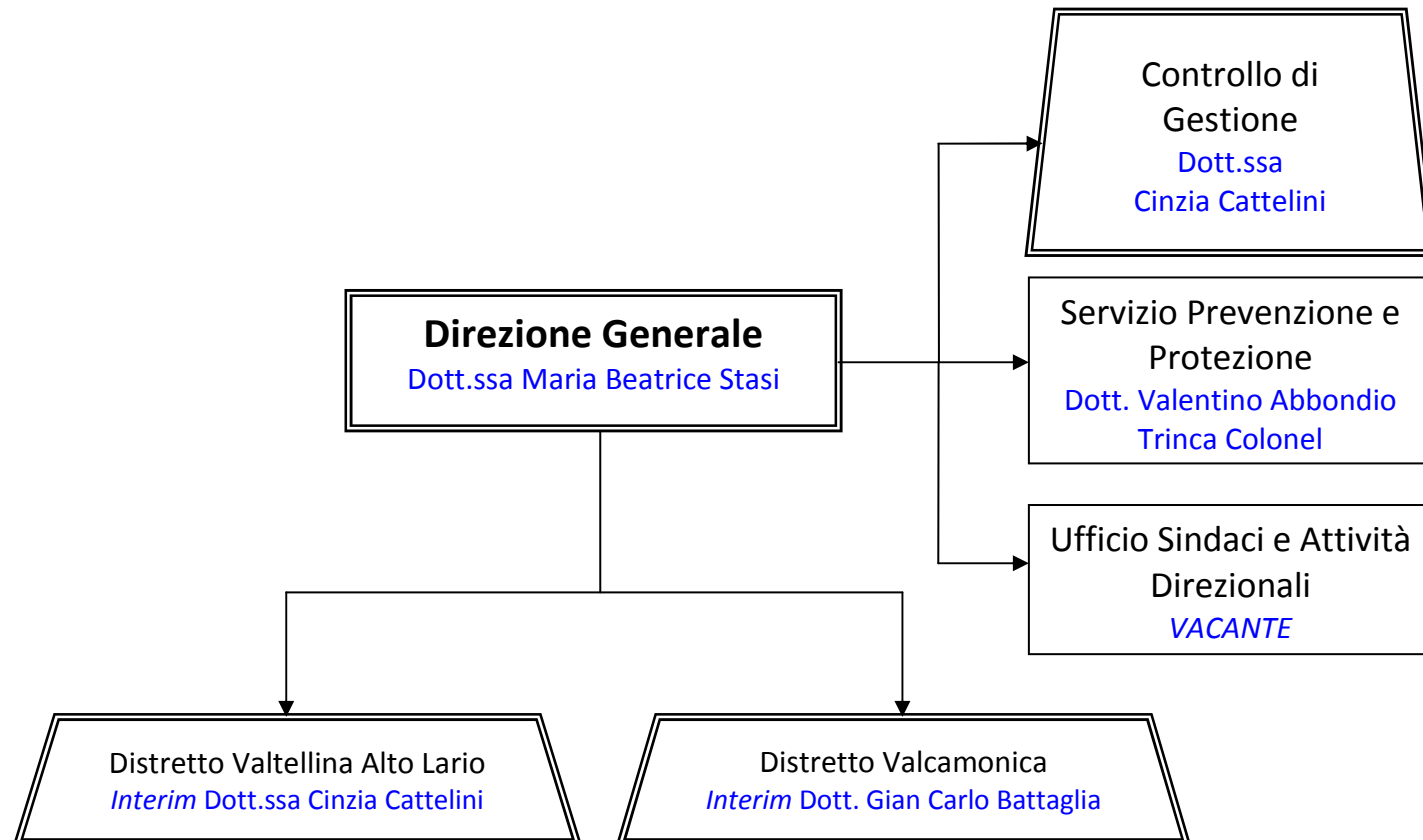 Controllo di
Gestione
Dott.ssa
Cinzia Cattelini
Direzione Generale
Dott.ssa Maria Beatrice Stasi
Servizio Prevenzione e
Protezione
Dott. Valentino Abbondio
Trinca Colonel
Ufficio Sindaci e Attività
Direzionali
VACANTE
Distretto Valtellina Alto Lario
Interim Dott.ssa Cinzia Cattelini
Distretto Valcamonica
Interim Dott. Gian Carlo Battaglia